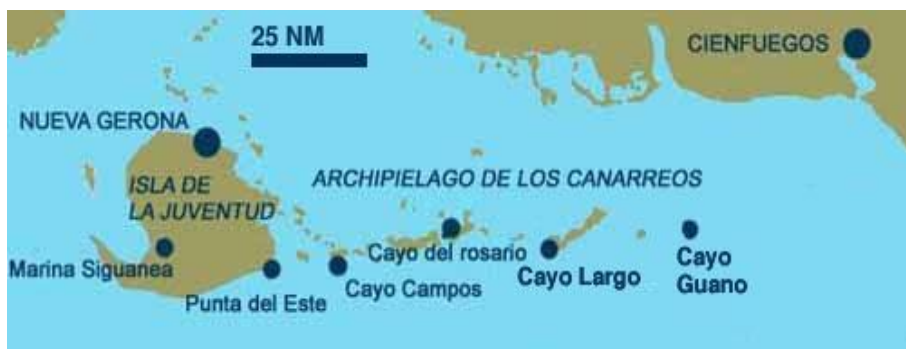 25 NM
CIENFUEGOS
NUEVA GERONA
ISLA DE
LA JUVENTUD
ARCHIPIELAGO DE LOS CANARREOS
Marina Siguanea
Punta del Este
Cayo Campos
Cayo del rosario
Cayo Largo
Cayo
Guano